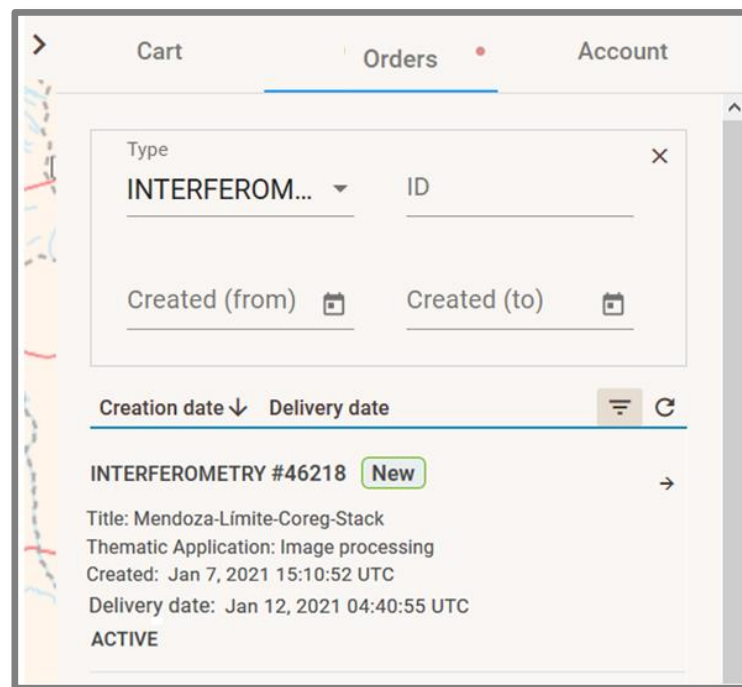 Cart Orders Account
Type
INTERFEROM... ID
Created (from) Created (to)
Creation date Delivery date
INTERFEROMETRY #46218 New
Title: Mendoza-Límite-Coreg-Stack
Thematic Application: Image processing
Created: Jan 7, 2021 15:10:52 UTC
Delivery date: Jan 12, 2021 04:40:55 UTC
ACTIVE